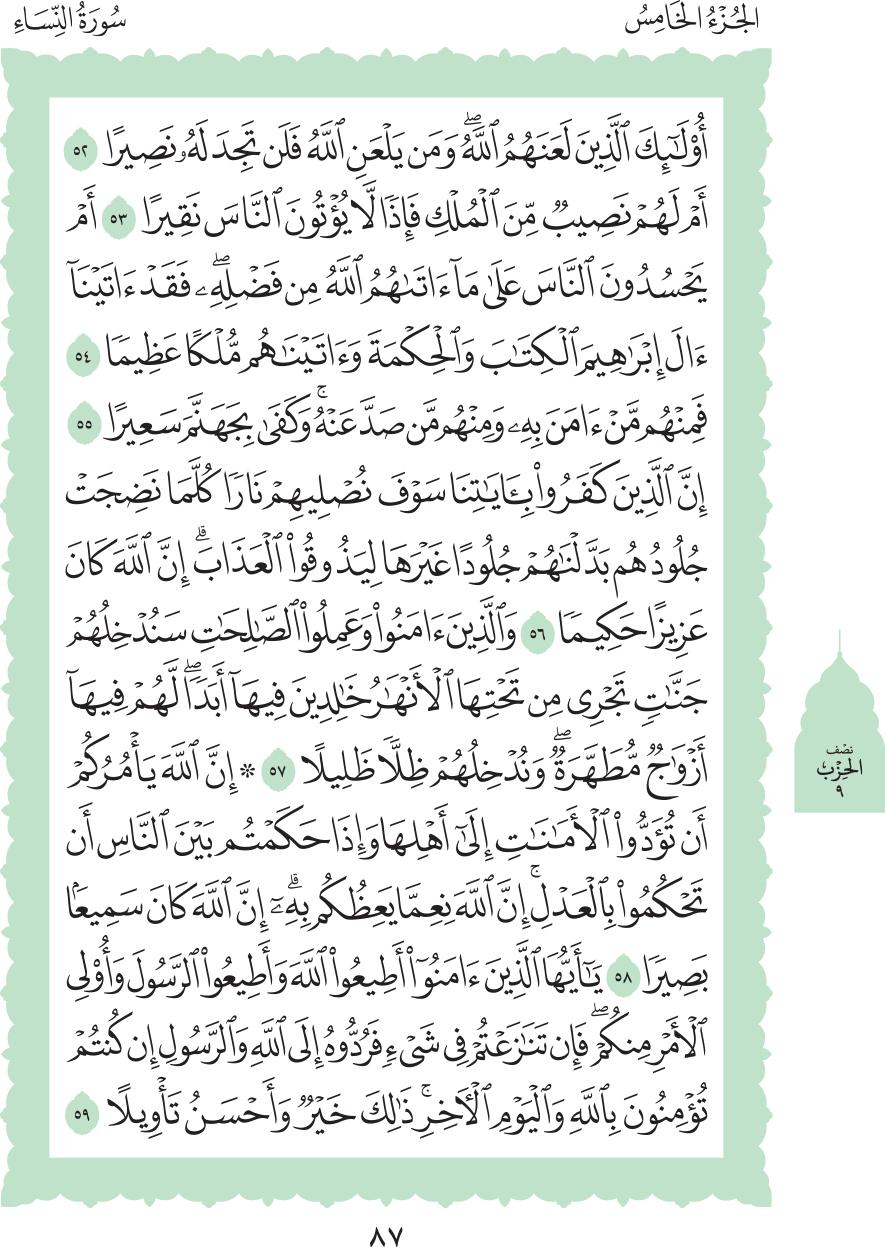 الجُزْءُ الخَامِسُ
سُورَةُ النِّسَاءِ
أُوْلَٰٓئِكَ ٱلَّذِينَ لَعَنَهُمُ ٱللَّهُۖ وَمَن يَلْعَنِ ٱللَّهُ فَلَن تَجِدَ لَهُۥ نَصِيرًا ٥٢
أَمْ لَهُمْ نَصِيبٞ مِّنَ ٱلْمُلْكِ فَإِذٗا لَّا يُؤْتُونَ ٱلنَّاسَ نَقِيرًا ٥٣ أَمْ
يَحْسُدُونَ ٱلنَّاسَ عَلَىٰ مَآ ءَاتَىٰهُمُ ٱللَّهُ مِن فَضْلِهِۦۖ فَقَدْ ءَاتَيْنَآ
ءَالَ إِبْرَٰهِيمَ ٱلْكِتَٰبَ وَٱلْحِكْمَةَ وَءَاتَيْنَٰهُم مُّلْكًا عَظِيمٗا ٥٤
فَمِنْهُم مَّنْ ءَامَنَ بِهِۦ وَمِنْهُم مَّن صَدَّ عَنْهُۚ وَكَفَىٰ بِجَهَنَّمَ سَعِيرًا ٥٥
إِنَّ ٱلَّذِينَ كَفَرُواْ بِـَٔايَٰتِنَا سَوْفَ نُصْلِيهِمْ نَارٗا كُلَّمَا نَضِجَتْ
جُلُودُهُم بَدَّلْنَٰهُمْ جُلُودًا غَيْرَهَا لِيَذُوقُواْ ٱلْعَذَابَۗ إِنَّ ٱللَّهَ كَانَ
عَزِيزًا حَكِيمٗا ٥٦ وَٱلَّذِينَ ءَامَنُواْ وَعَمِلُواْ ٱلصَّٰلِحَٰتِ سَنُدْخِلُهُمْ
جَنَّٰتٖ تَجْرِي مِن تَحْتِهَا ٱلْأَنْهَٰرُ خَٰلِدِينَ فِيهَآ أَبَدٗاۖ لَّهُمْ فِيهَآ
أَزْوَٰجٞ مُّطَهَّرَةٞۖ وَنُدْخِلُهُمْ ظِلّٗا ظَلِيلًا ٥٧ * إِنَّ ٱللَّهَ يَأْمُرُكُمْ
أَن تُؤَدُّواْ ٱلْأَمَٰنَٰتِ إِلَىٰٓ أَهْلِهَا وَإِذَا حَكَمْتُم بَيْنَ ٱلنَّاسِ أَن
تَحْكُمُواْ بِٱلْعَدْلِۚ إِنَّ ٱللَّهَ نِعِمَّا يَعِظُكُم بِهِۦٓۗ إِنَّ ٱللَّهَ كَانَ سَمِيعَۢا
بَصِيرٗا ٥٨ يَٰٓأَيُّهَا ٱلَّذِينَ ءَامَنُوٓاْ أَطِيعُواْ ٱللَّهَ وَأَطِيعُواْ ٱلرَّسُولَ وَأُوْلِي
ٱلْأَمْرِ مِنكُمْۖ فَإِن تَنَٰزَعْتُمْ فِي شَيْءٖ فَرُدُّوهُ إِلَى ٱللَّهِ وَٱلرَّسُولِ إِن كُنتُمْ
تُؤْمِنُونَ بِٱللَّهِ وَٱلْيَوْمِ ٱلْأٓخِرِۚ ذَٰلِكَ خَيْرٞ وَأَحْسَنُ تَأْوِيلًا ٥٩
نصْف
الحِزْب
٩
٨٧